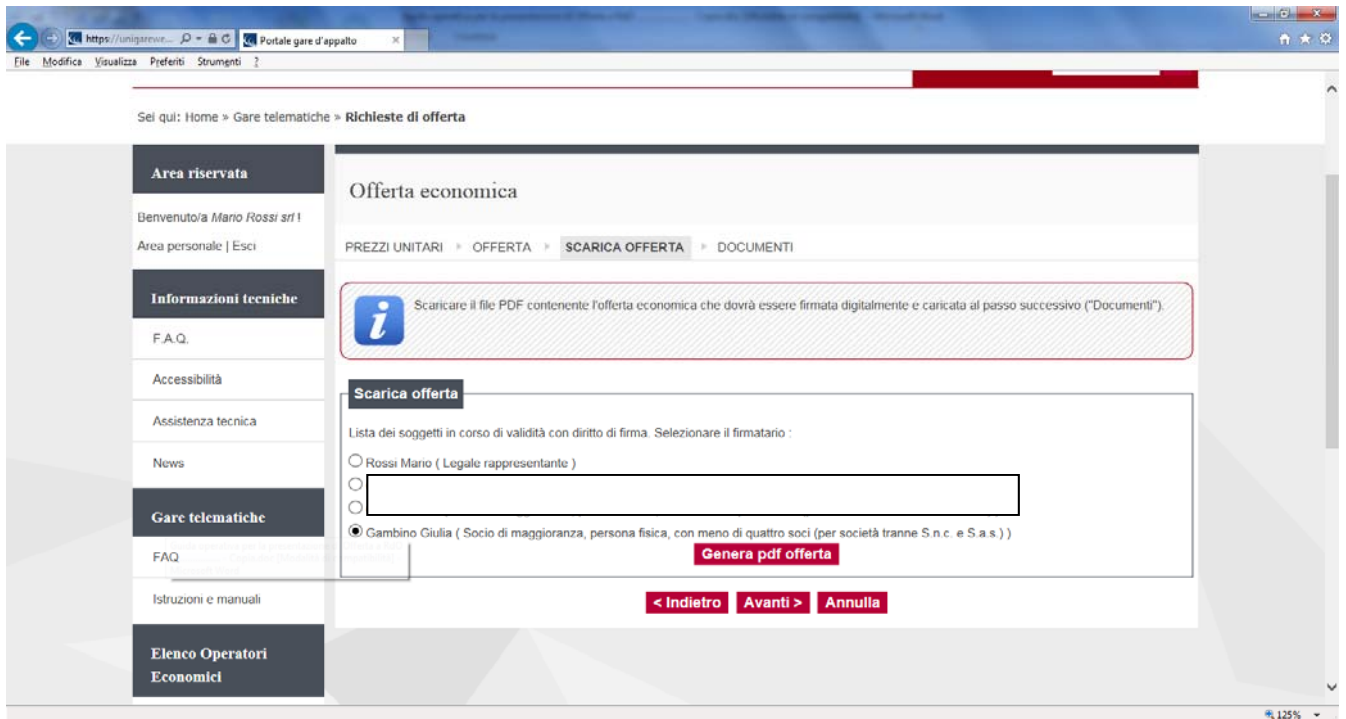 https://unigarewe...
Portale gare d'appalto
File Modifica Visualizza Preferiti Strumenti ?
Sei qui: Home » Gare telematiche » Richieste di offerta
Area riservata
Benvenuto/a Mario Rossi srl !
Area personale | Esci
Informazioni tecniche
F.A.Q.
Accessibilità
Assistenza tecnica
News
Gare telematiche
FAQ
Istruzioni e manuali
Elenco Operatori
Economici
Offerta economica
PREZZI UNITARI OFFERTA SCARICA OFFERTA DOCUMENTI
Scaricare il file PDF contenente l'offerta economica che dovrà essere firmata digitalmente e caricata al passo successivo ("Documenti").
Scarica offerta
Lista dei soggetti in corso di validità con diritto di firma. Selezionare il firmatario :
Rossi Mario ( Legale rappresentante )
Gambino Giulia ( Socio di maggioranza, persona fisica, con meno di quattro soci (per società tranne S.n.c. e S.a.s.) )
Genera pdf offerta
< Indietro Avanti > Annulla
125%